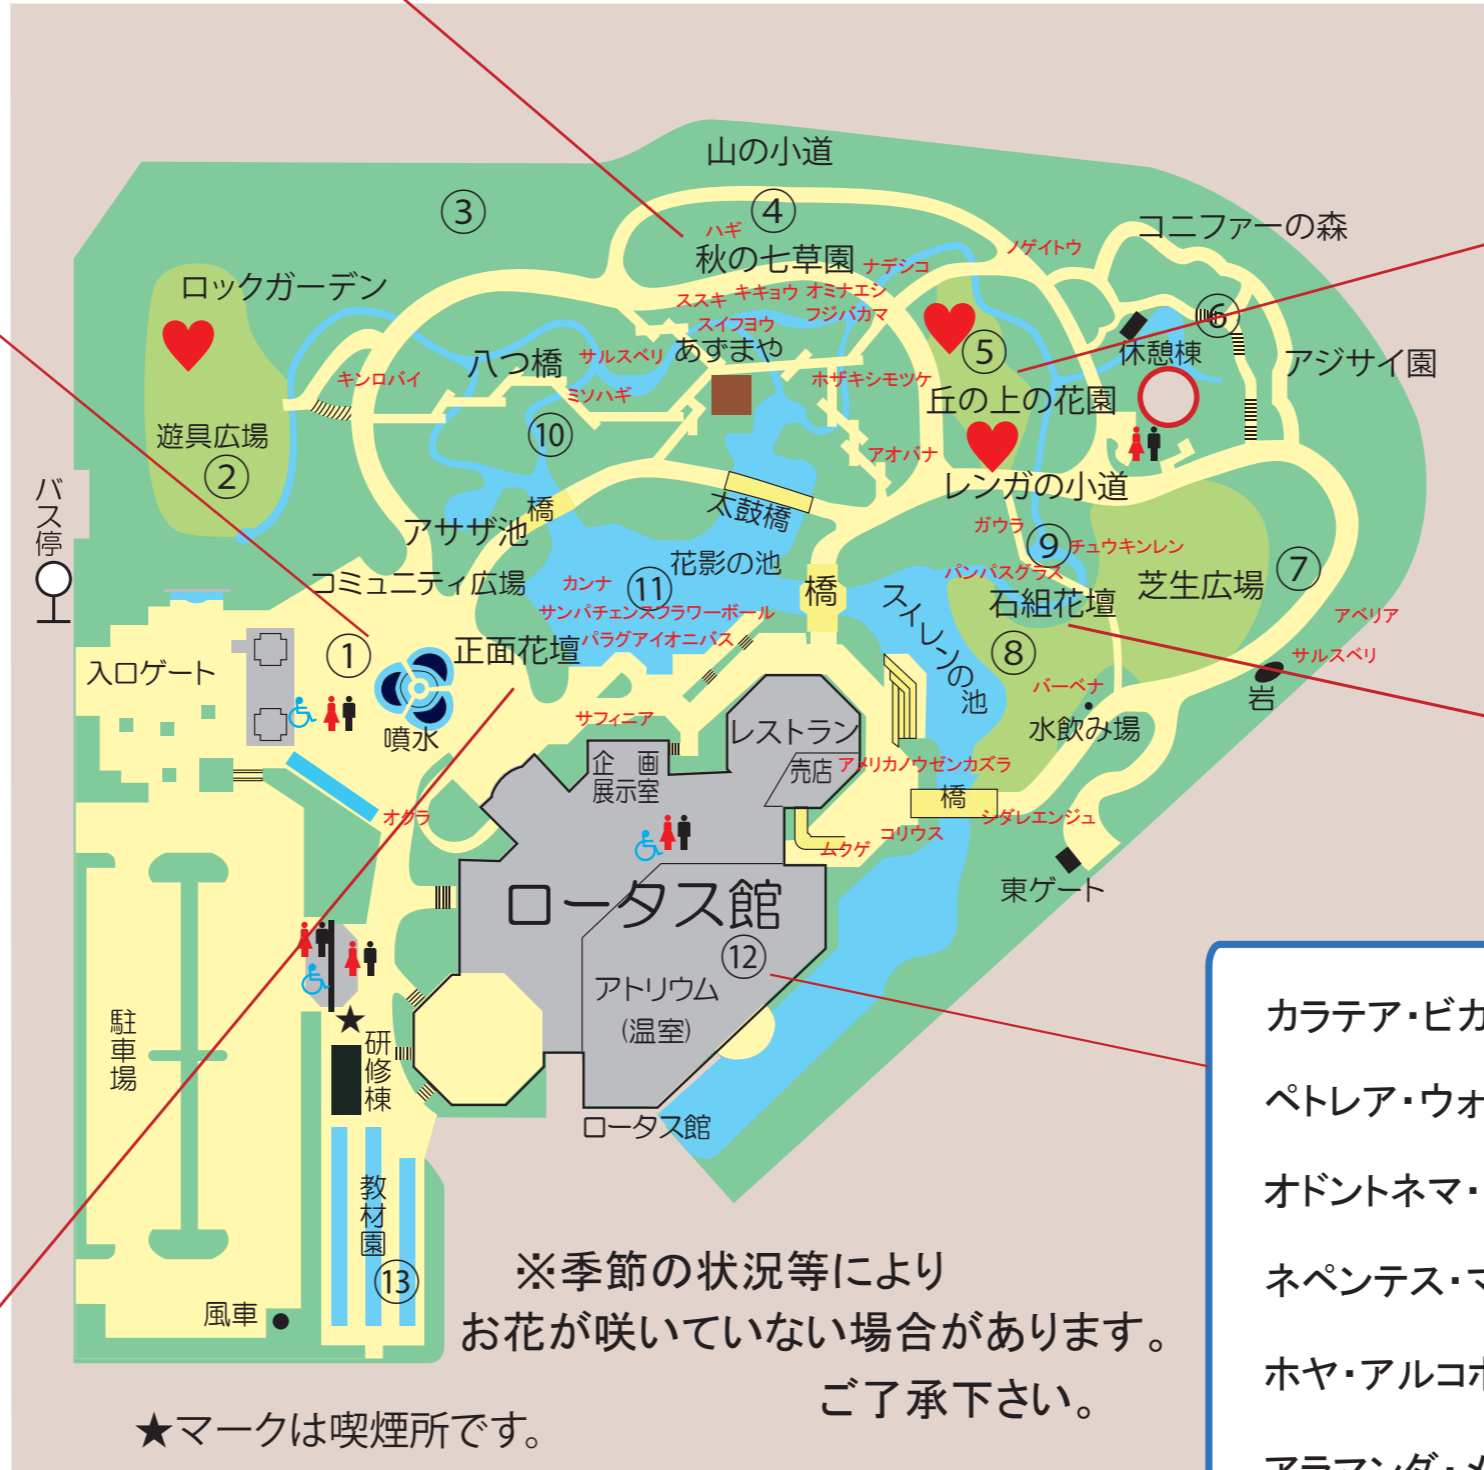 山の小道
③
④
コニファーの森
ハギ
秋の七草園
ナデシコ
ノゲイトウ
ロックガーデン
ススキ
キキョウ
オミナエシ
フジバカマ
スイフヨウ
⑥
⑤
休憩棟
アジサイ園
八つ橋
サルスベリ
あずまや
キンロバイ
ミソハギ
ホザキシモツケ
丘の上の花園
遊具広場
②
⑩
アオバナ
レンガの小道
バス停
橋
太鼓橋
アサザ池
ガウラ
⑨
チュウキンレン
花影の池
コミュニティ広場
カンナ
⑪
パンパスグラス
芝生広場
⑦
橋
スイレンの池
石組花壇
サンパチェンスフラワーボール
パラグアイオニバス
アベリア
入口ゲート
①
正面花壇
⑧
サルスベリ
岩
バーベナ
水飲み場
噴水
サフィニア
レストラン
企画
展示室
売店
アメリカノウゼンカズラ
橋
オクラ
シダレエンジュ
コリウス
ムクゲ
東ゲート
ロータス館
⑫
アトリウム
(温室)
駐車場
★
研修棟
ロータス館
教材園
⑬
風車
カラテア・ビカ
ペトレア・ウォ
オドントネマ・
ネペンテス・マ
ホヤ・アルコホ
アラマンダ・メ
※季節の状況等により
お花が咲いていない場合があります。
ご了承下さい。
★マークは喫煙所です。